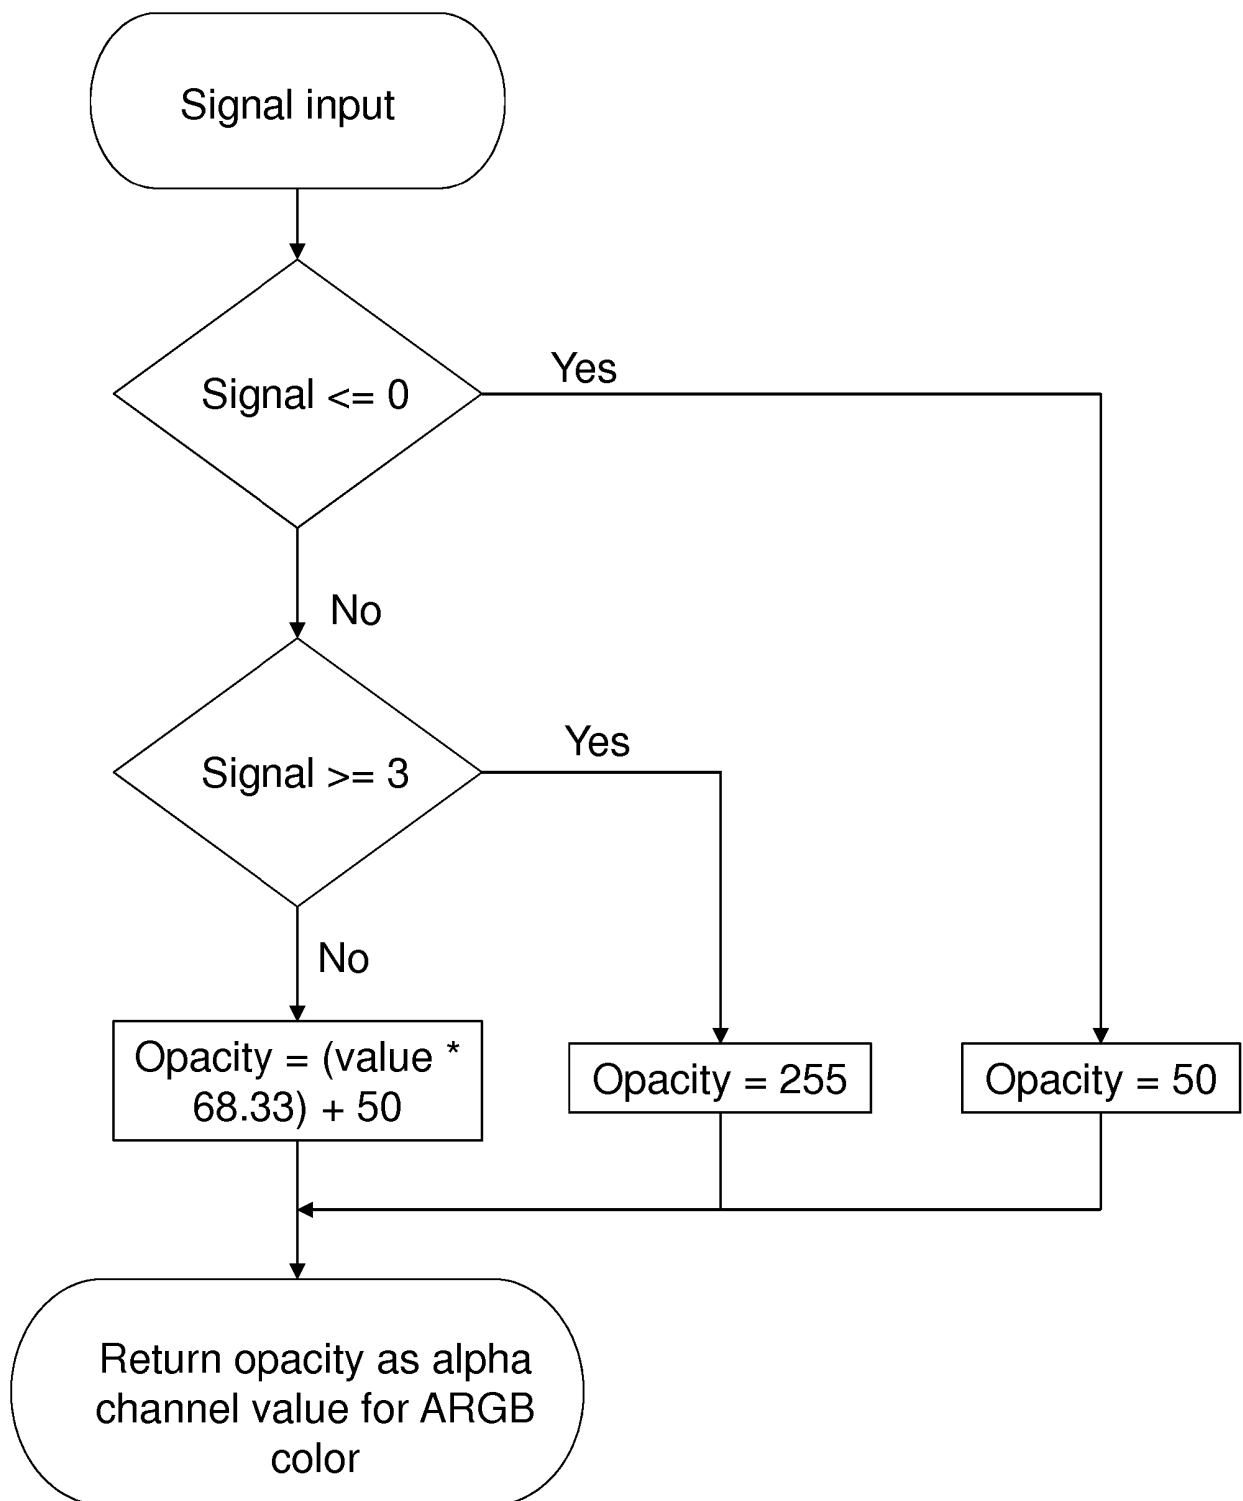 Signal input
Signal <= 0
Yes
No
Signal >= 3
Yes
No
Opacity = (value *
68.33) + 50
Opacity = 255
Opacity = 50
Return opacity as alpha
channel value for ARGB
color